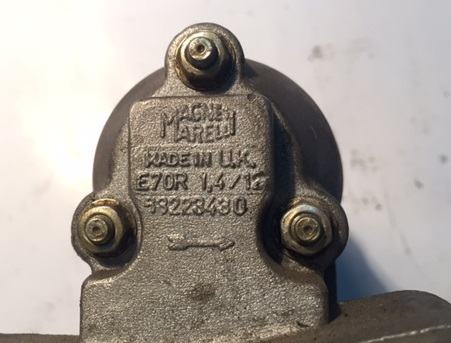 MAGNETI
MARELLI
MADE IN U.K.
E70R 1,4/12
63223430